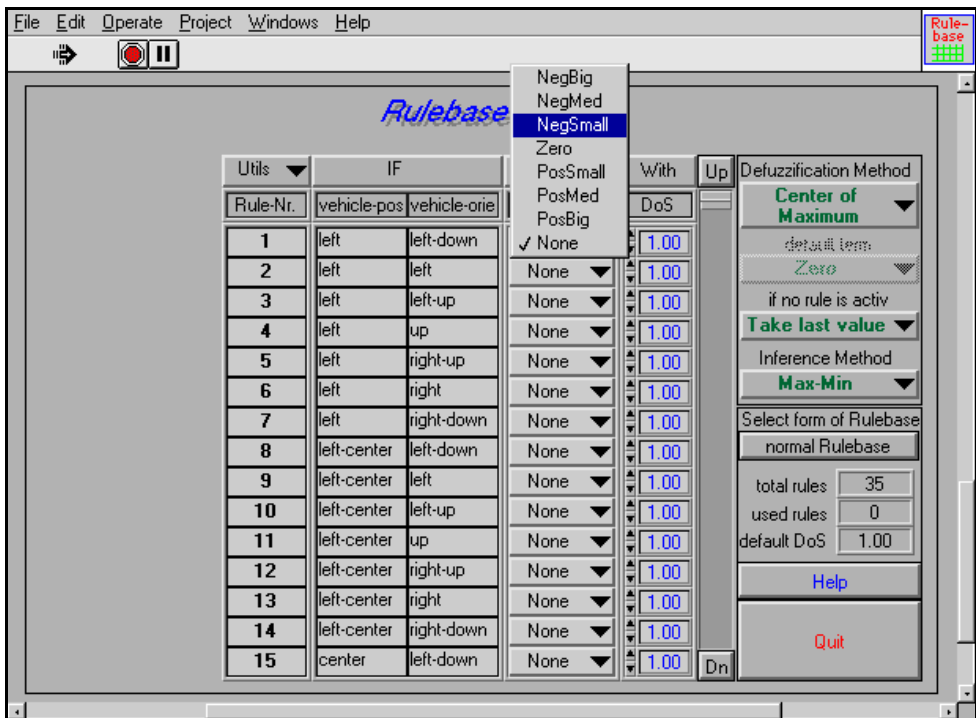 File Edit Operate Project Windows Help
Rule-
base
Rulebase
NegBig
NegMed
NegSmall
Zero
PosSmall
PosMed
PosBig
✓ None
Utils IF With Up
Rule-Nr. vehicle-pos vehicle-orie DoS
1 left left-down 1.00
2 left left None 1.00
3 left left-up None 1.00
4 left up None 1.00
5 left right-up None 1.00
6 left right None 1.00
7 left right-down None 1.00
8 left-center left-down None 1.00
9 left-center left None 1.00
10 left-center left-up None 1.00
11 left-center up None 1.00
12 left-center right-up None 1.00
13 left-center right None 1.00
14 left-center right-down None 1.00
15 center left-down None 1.00
Dn
Defuzzification Method
Center of
Maximum
default term
Zero
if no rule is activ
Take last value
Inference Method
Max-Min
Select form of Rulebase
normal Rulebase
total rules 35
used rules 0
default DoS 1.00
Help
Quit